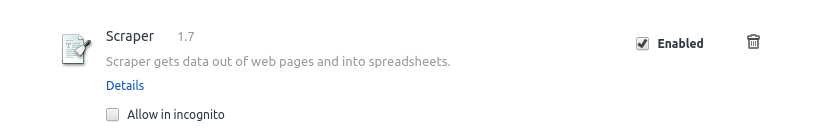 Scraper 1.7
Enabled
Scraper gets data out of web pages and into spreadsheets.
Details
Allow in incognito